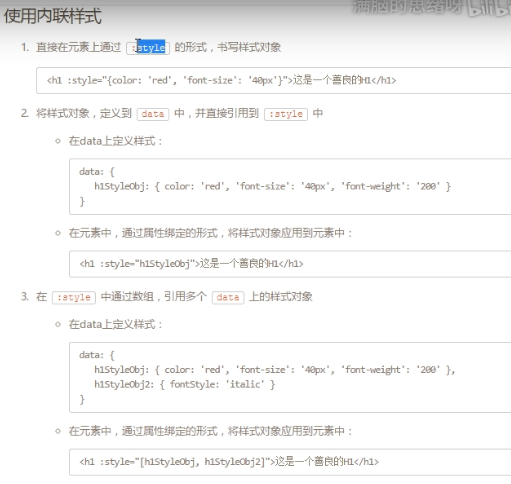 满脑的思绪呀 bilibili
使用内联样式
1. 直接在元素上通过 :style 的形式，书写样式对象
<h1 :style="{color: 'red', 'font-size': '40px'}">这是一个善良的H1</h1>
2. 将样式对象，定义到 data 中，并直接引用到 :style 中
在data上定义样式：
data: {
h1StyleObj: { color: 'red', 'font-size': '40px', 'font-weight': '200' }
}
在元素中，通过属性绑定的形式，将样式对象应用到元素中：
<h1 :style="h1StyleObj">这是一个善良的H1</h1>
3. 在 :style 中通过数组，引用多个 data 上的样式对象
在data上定义样式：
data: {
h1StyleObj: { color: 'red', 'font-size': '40px', 'font-weight': '200' },
h1StyleObj2: { fontStyle: 'italic' }
}
在元素中，通过属性绑定的形式，将样式对象应用到元素中：
<h1 :style="[h1StyleObj, h1StyleObj2]">这是一个善良的H1</h1>